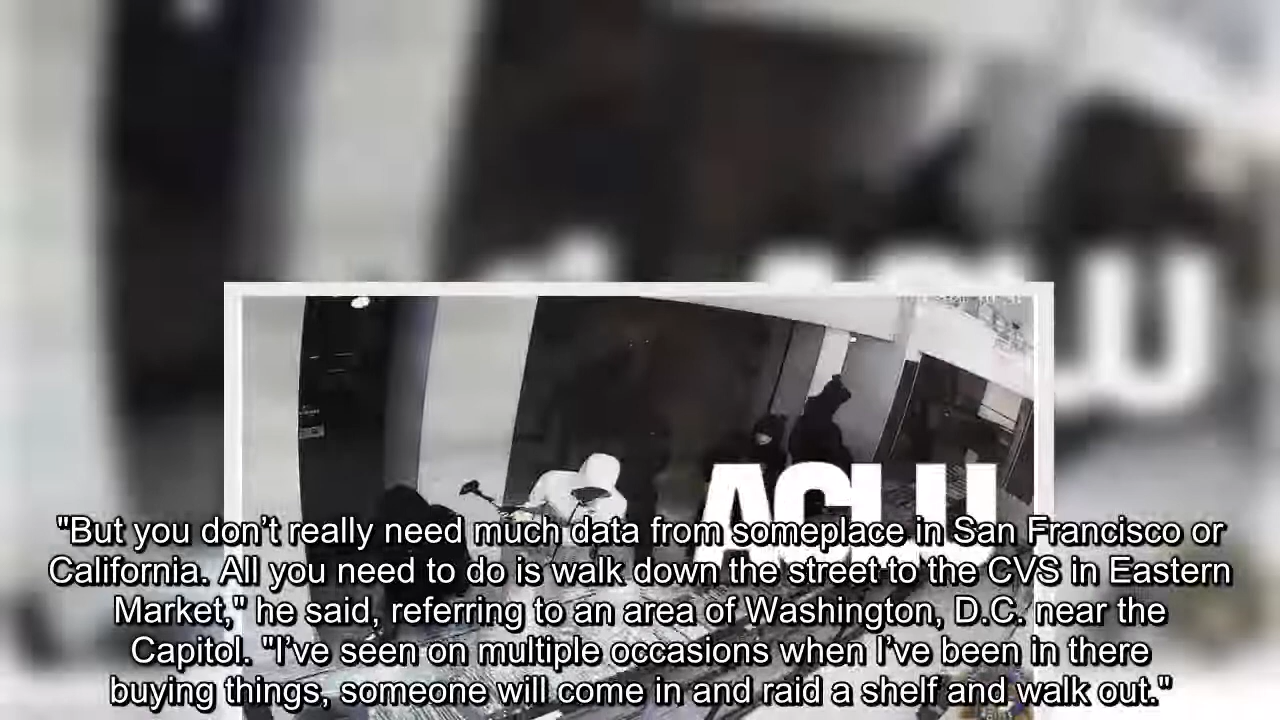 ACLU
"But you don’t really need much data from someplace in San Francisco or
California. All you need to do is walk down the street to the CVS in Eastern
Market," he said, referring to an area of Washington, D.C. near the
Capitol. "I’ve seen on multiple occasions when I’ve been in there
buying things, someone will come in and raid a shelf and walk out."